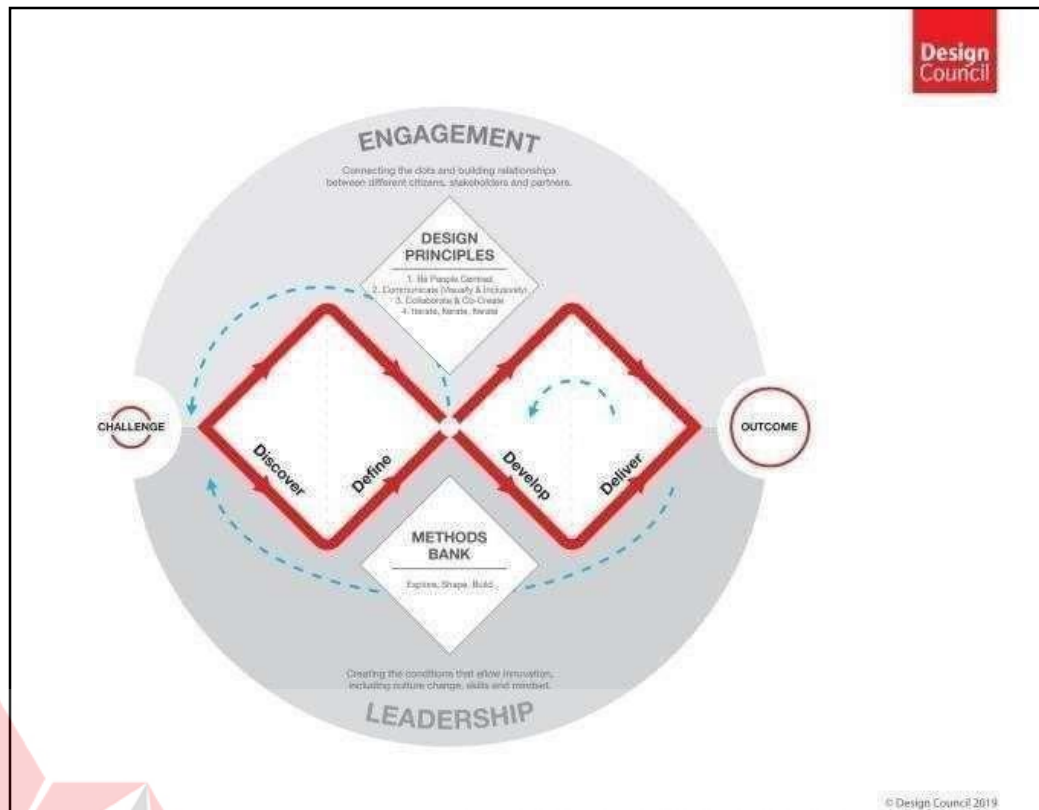 Design
Council
ENGAGEMENT
Connecting the dots and building relationships
between different citizens, stakeholders and partners.
DESIGN
PRINCIPLES
1. Be People Centred
2. Communicate (Visually & Inclusively)
3. Collaborate & Co-Create
4. Iterate, Iterate, Iterate
CHALLENGE
OUTCOME
Discover
Define
Develop
Deliver
METHODS
BANK
Explore, Shape, Build
Creating the conditions that allow innovation,
including culture change, skills and mindset.
LEADERSHIP
© Design Council 2019